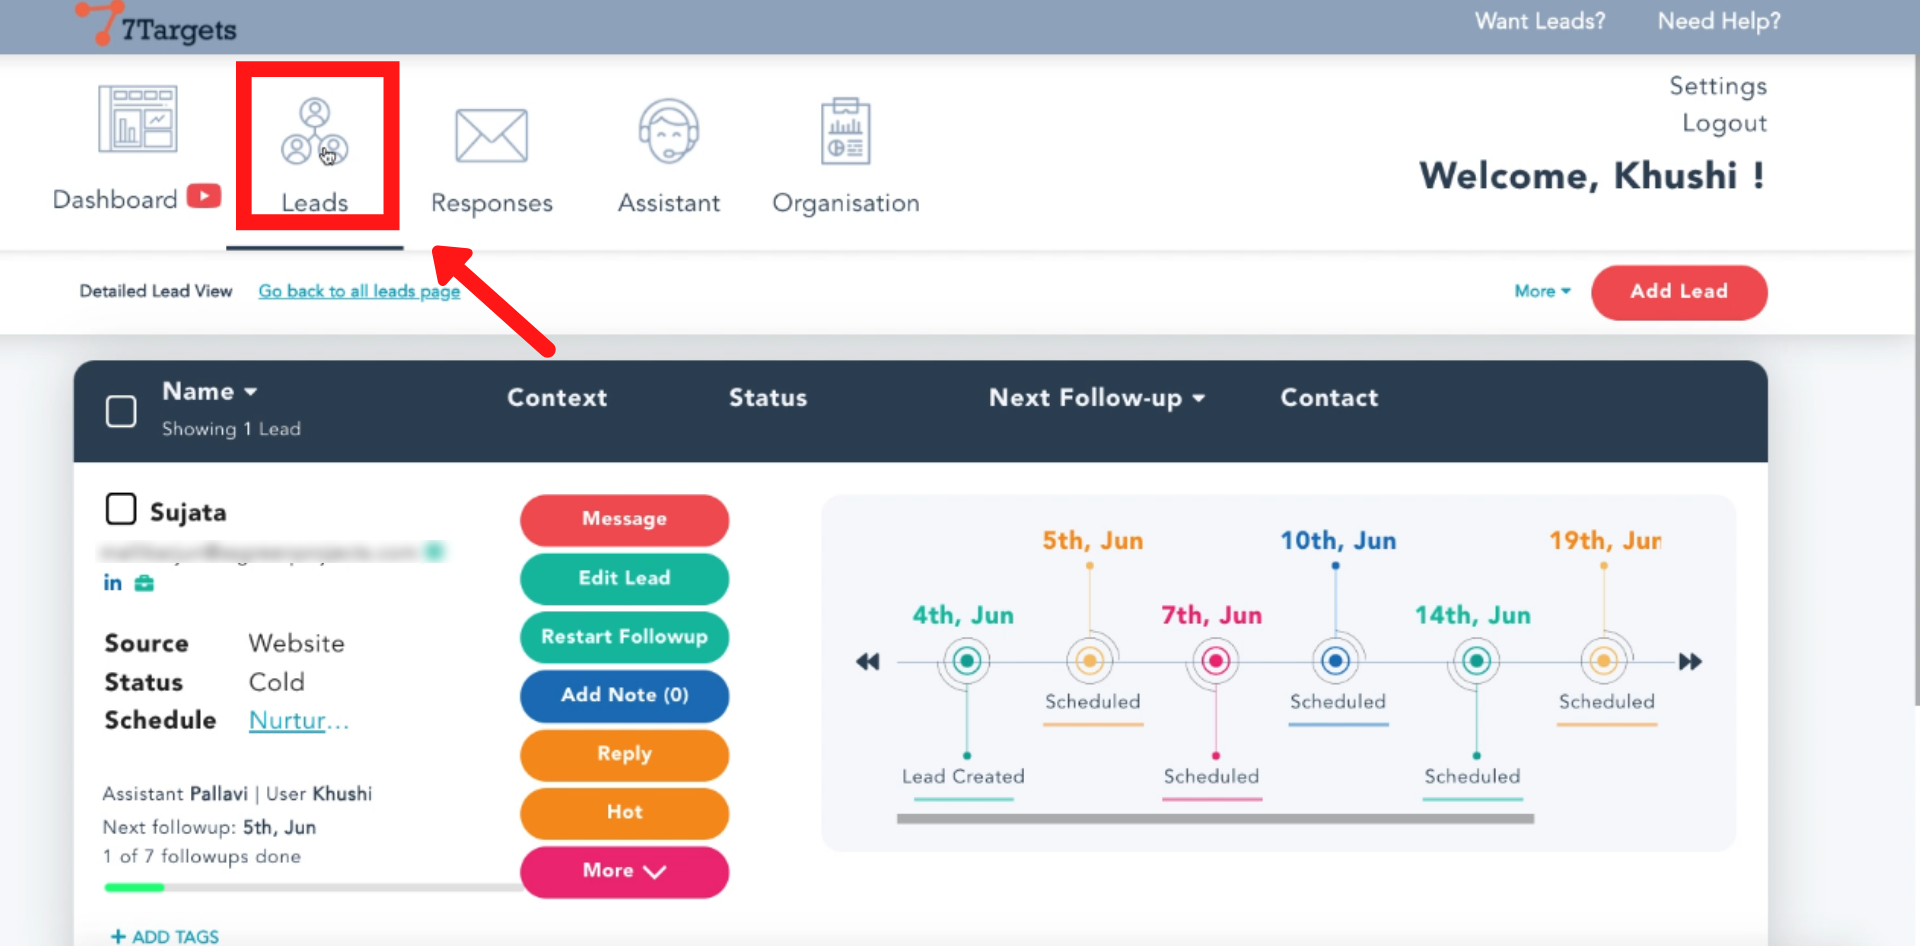 7Targets
Want Leads? Need Help?
Settings
Logout
Welcome, Khushi !
Dashboard Leads Responses Assistant Organisation
Detailed Lead View Go back to all leads page More Add Lead
Name Context Status Next Follow-up Contact
Showing 1 Lead
Sujata
in
Source Website
Status Cold
Schedule Nurtur...
Assistant Pallavi | User Khushi
Next followup: 5th, Jun
1 of 7 followups done
+ ADD TAGS
Message
Edit Lead
Restart Followup
Add Note (0)
Reply
Hot
More
5th, Jun 10th, Jun 19th, Jun
4th, Jun 7th, Jun 14th, Jun
Scheduled Scheduled Scheduled
Lead Created Scheduled Scheduled